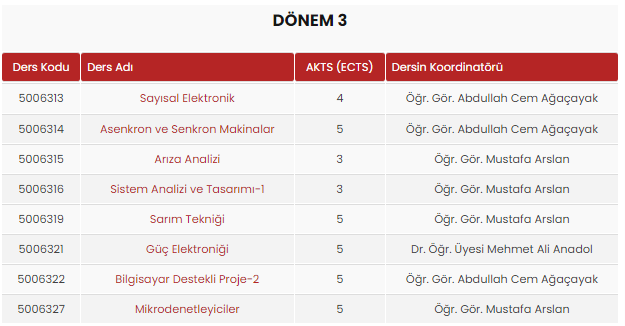 DÖNEM 3
Ders Kodu Ders Adı AKTS (ECTS) Dersin Koordinatörü
5006313 Sayısal Elektronik 4 Öğr. Gör. Abdullah Cem Ağaçayak
5006314 Asenkron ve Senkron Makinalar 5 Öğr. Gör. Abdullah Cem Ağaçayak
5006315 Arıza Analizi 3 Öğr. Gör. Mustafa Arslan
5006316 Sistem Analizi ve Tasarımı-1 3 Öğr. Gör. Mustafa Arslan
5006319 Sarım Tekniği 5 Öğr. Gör. Mustafa Arslan
5006321 Güç Elektroniği 5 Dr. Öğr. Üyesi Mehmet Ali Anadol
5006322 Bilgisayar Destekli Proje-2 5 Öğr. Gör. Abdullah Cem Ağaçayak
5006327 Mikrodenetleyiciler 5 Öğr. Gör. Mustafa Arslan